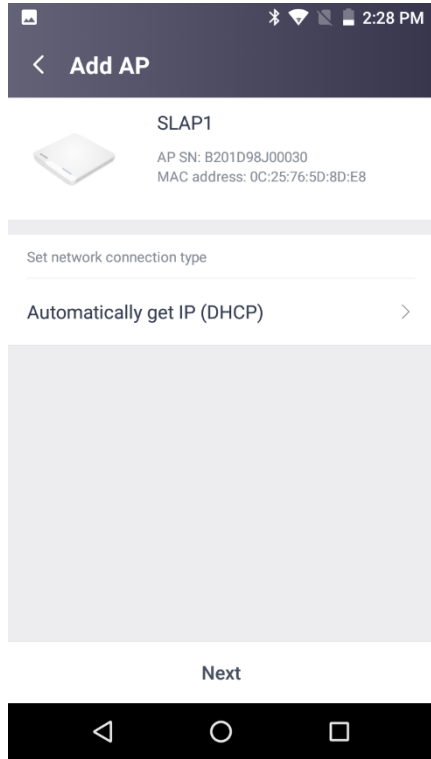 2:28 PM
Add AP
SLAP1
AP SN: B201D98J00030
MAC address: 0C:25:76:5D:8D:E8
Set network connection type
Automatically get IP (DHCP)
Next